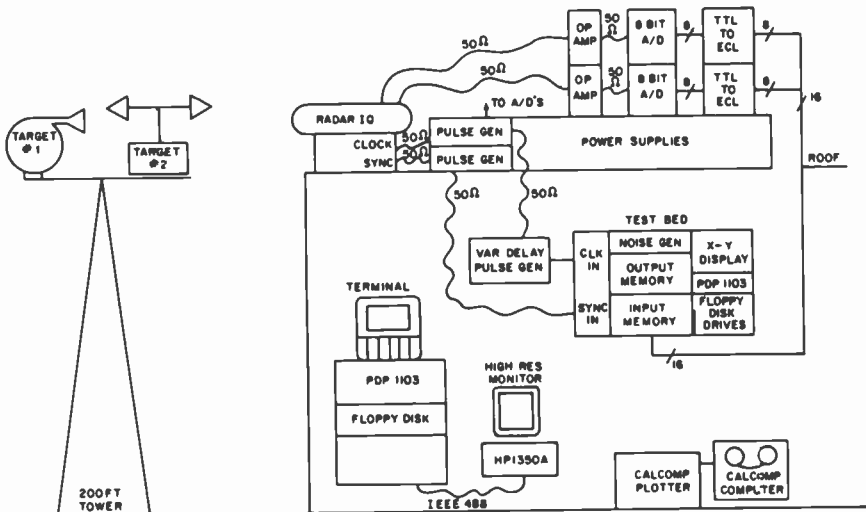 50Ω
OP
AMP
50
Ω
8 BIT
A/D
8
TTL
TO
ECL
8
50Ω
OP
AMP
50
Ω
8 BIT
A/D
8
TTL
TO
ECL
8
16
RADAR IQ
TO A/D'S
TARGET
#1
TARGET
#2
CLOCK
50Ω
PULSE GEN
SYNC
50Ω
PULSE GEN
POWER SUPPLIES
ROOF
50Ω
50Ω
TEST BED
VAR DELAY
PULSE GEN
CLK
IN
NOISE GEN
X-Y
DISPLAY
OUTPUT
MEMORY
PDP 1103
SYNC
IN
INPUT
MEMORY
FLOPPY
DISK
DRIVES
16
TERMINAL
PDP 1103
FLOPPY DISK
HIGH RES
MONITOR
HP1350A
IEEE 488
CALCOMP
PLOTTER
CALCOMP
COMPUTER
200FT
TOWER